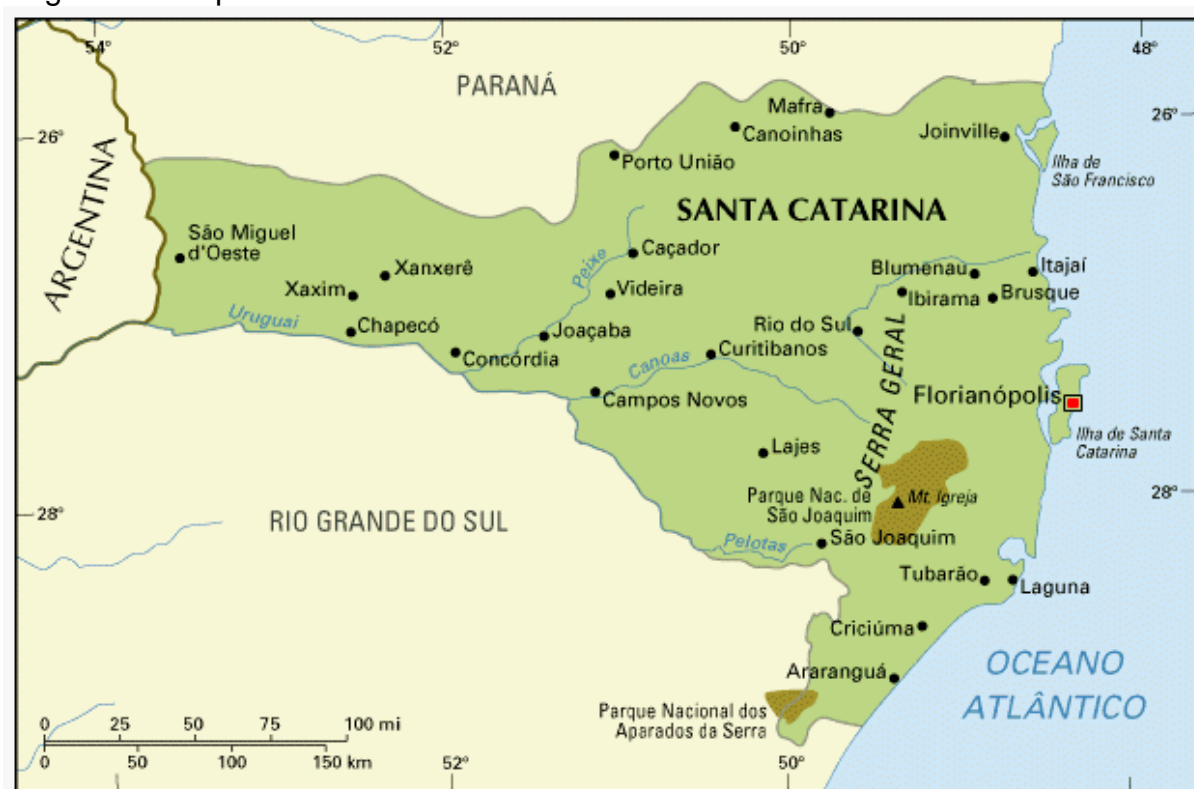 54°
52°
50°
48°
PARANÁ
Mafra
26°
Canoinhas
Joinville
26°
Porto União
Ilha de
São Francisco
ARGENTINA
SANTA CATARINA
São Miguel
d'Oeste
Caçador
Peixe
Xanxerê
Blumenau
Itajaí
Xaxim
Videira
Ibirama
Brusque
Uruguai
Chapecó
Joaçaba
Rio do Sul
Concórdia
Canoas
Curitibanos
SERRA GERAL
Campos Novos
Florianópolis
Ilha de Santa
Catarina
Lajes
Parque Nac. de
São Joaquim
Mt. Igreja
28°
28°
RIO GRANDE DO SUL
Pelotas
São Joaquim
Tubarão
Laguna
Criciúma
OCEANO
ATLÂNTICO
Araranguá
Parque Nacional dos
Aparados da Serra
0 25 50 75 100 mi
0 50 100 150 km
52°
50°